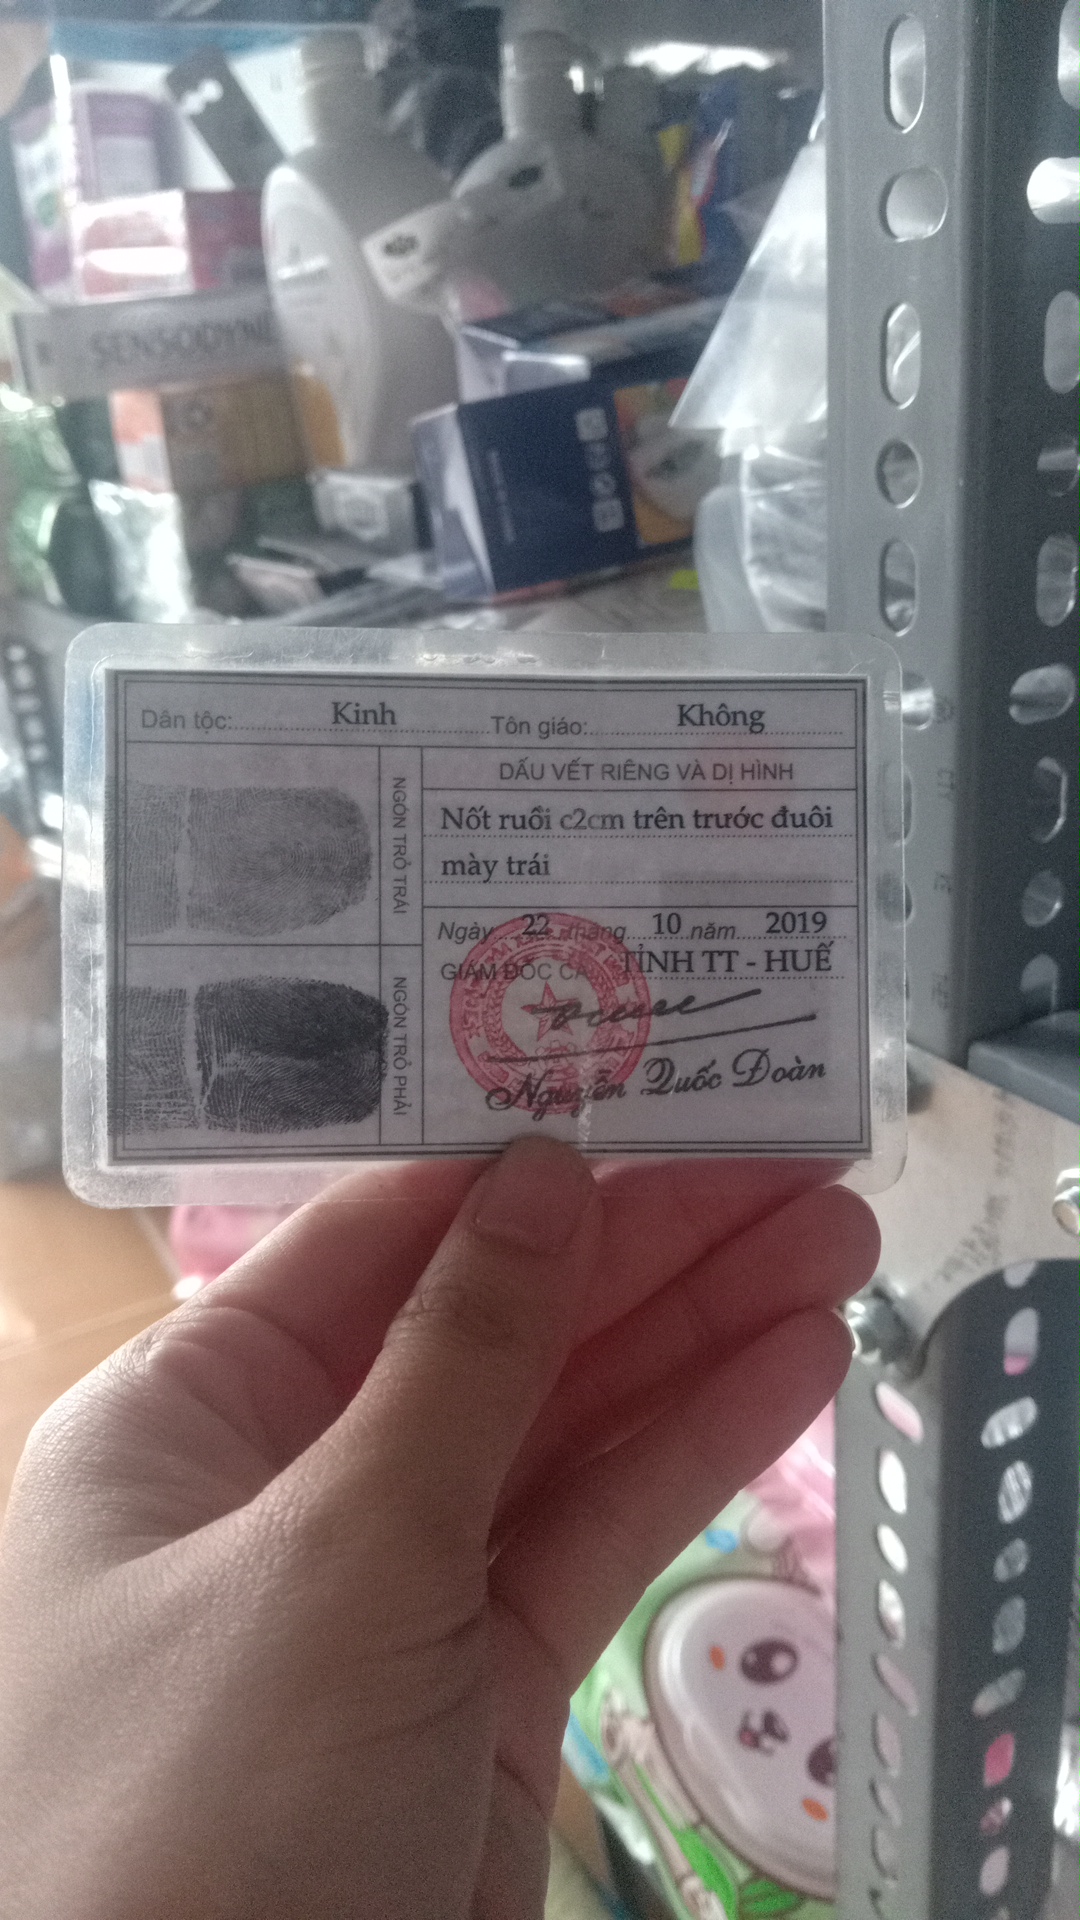 SENSODYNE
Dân tộc: Kinh Tôn giáo: Không
NGÓN TRỎ TRÁI
DẤU VẾT RIÊNG VÀ DỊ HÌNH
Nốt ruồi c2cm trên trước đuôi
mày trái
NGÓN TRỎ PHẢI
Ngày 22 tháng 10 năm 2019
GIÁM ĐỐC CA TỈNH TT - HUẾ
Nguyễn Quốc Đoàn